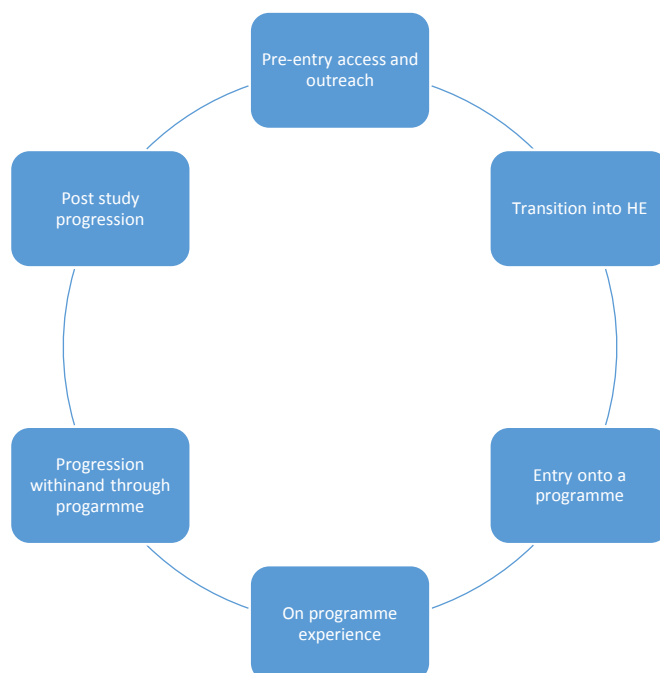 Pre-entry access and
outreach
Transition into HE
Entry onto a
programme
On programme
experience
Progression
withinand through
progarmme
Post study
progression